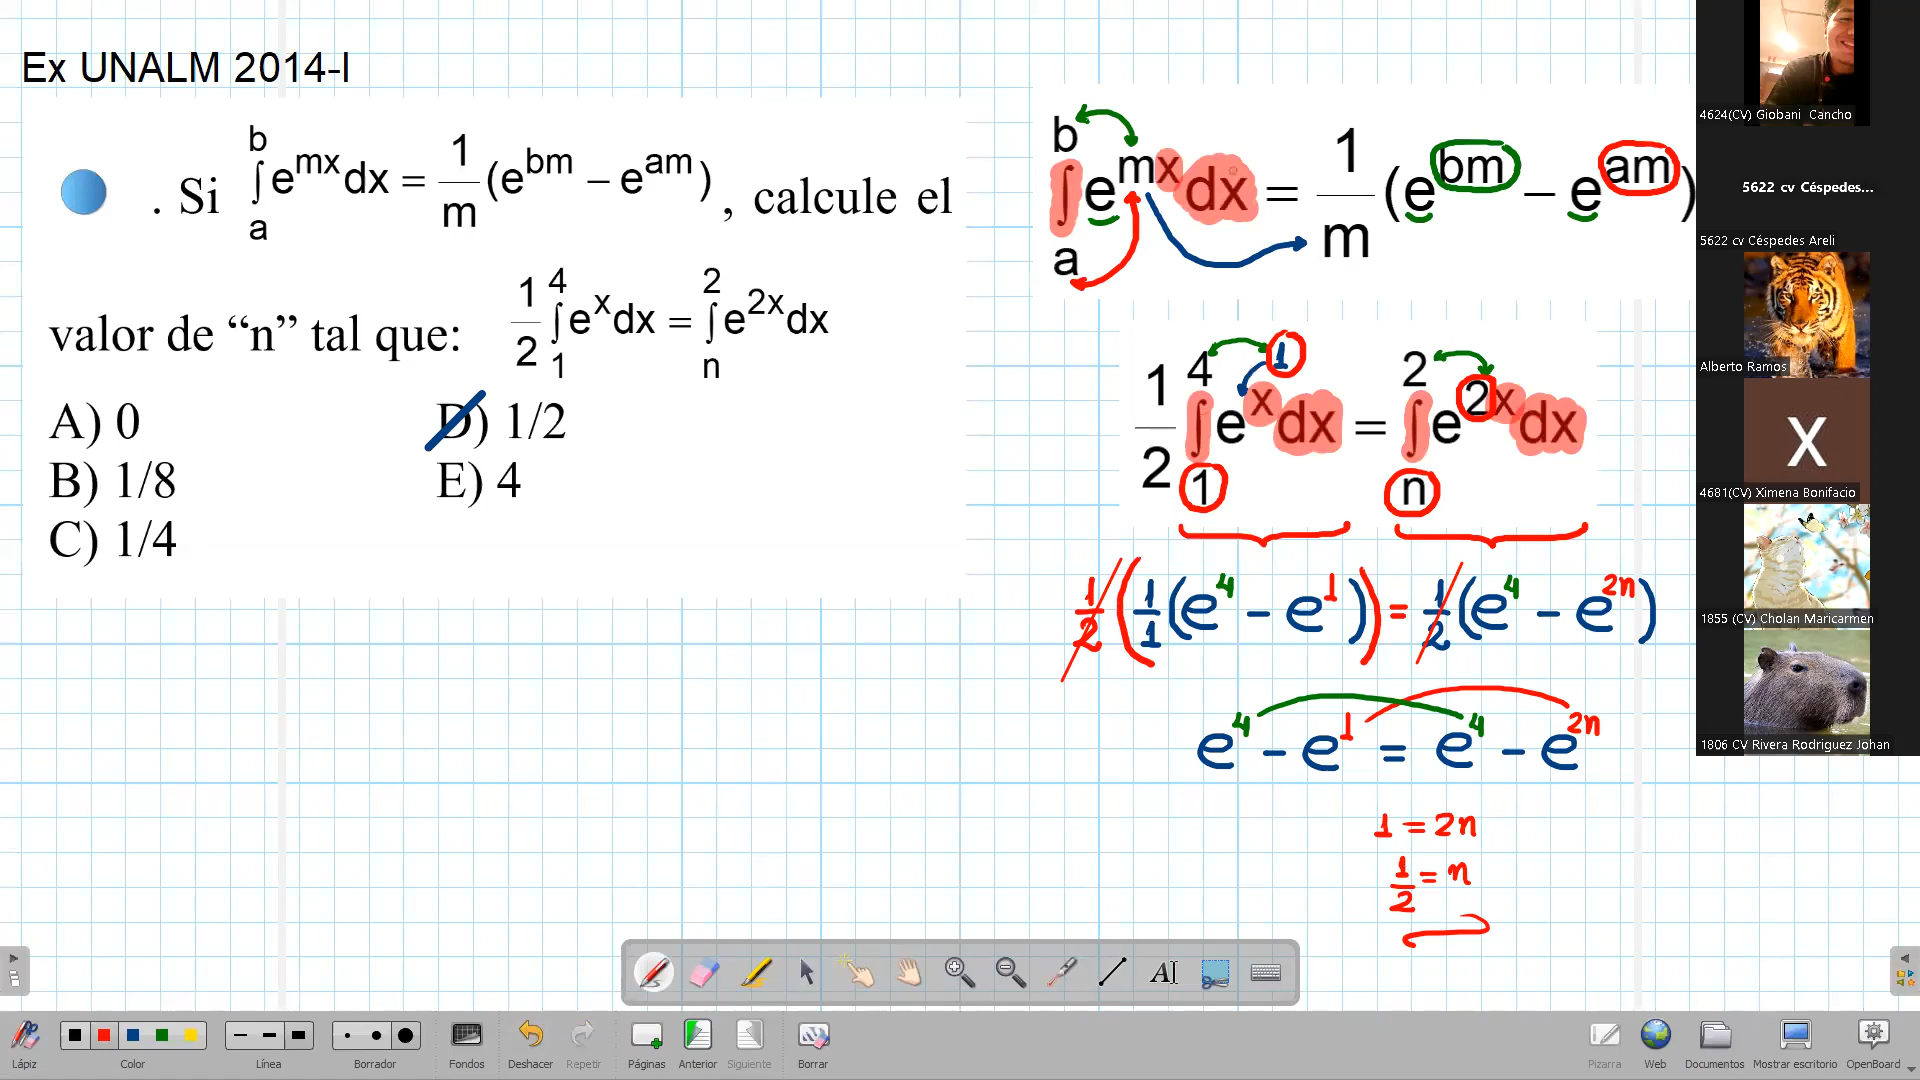 Ex UNALM 2014-I
. Si ∫_a^b e^{mx}dx = 1/m (e^{bm} − e^{am}) , calcule el
valor de “n” tal que: 1/2 ∫_1^4 e^x dx = ∫_n^2 e^{2x}dx
A) 0
B) 1/8
C) 1/4
D) 1/2
E) 4
∫_a^b e^{mx}dx = 1/m (e^{bm} − e^{am})
1
1/2 ∫_1^4 e^x dx = ∫_n^2 e^{2x}dx
1/2 (1/1 (e^4 − e^1)) = 1/2 (e^4 − e^{2n})
e^4 − e^1 = e^4 − e^{2n}
1 = 2n
1/2 = n
4624(CV) Giobani Cancho
5622 cv Céspedes...
5622 cv Céspedes Areli
Alberto Ramos
X
4681(CV) Ximena Bonifacio
1855 (CV) Cholan Maricarmen
1806 CV Rivera Rodriguez Johan
AI
Lápiz
Color
Línea
Borrador
Fondos
Deshacer
Repetir
Páginas
Anterior
Siguiente
Borrar
Pizarra
Web
Documentos
Mostrar escritorio
OpenBoard